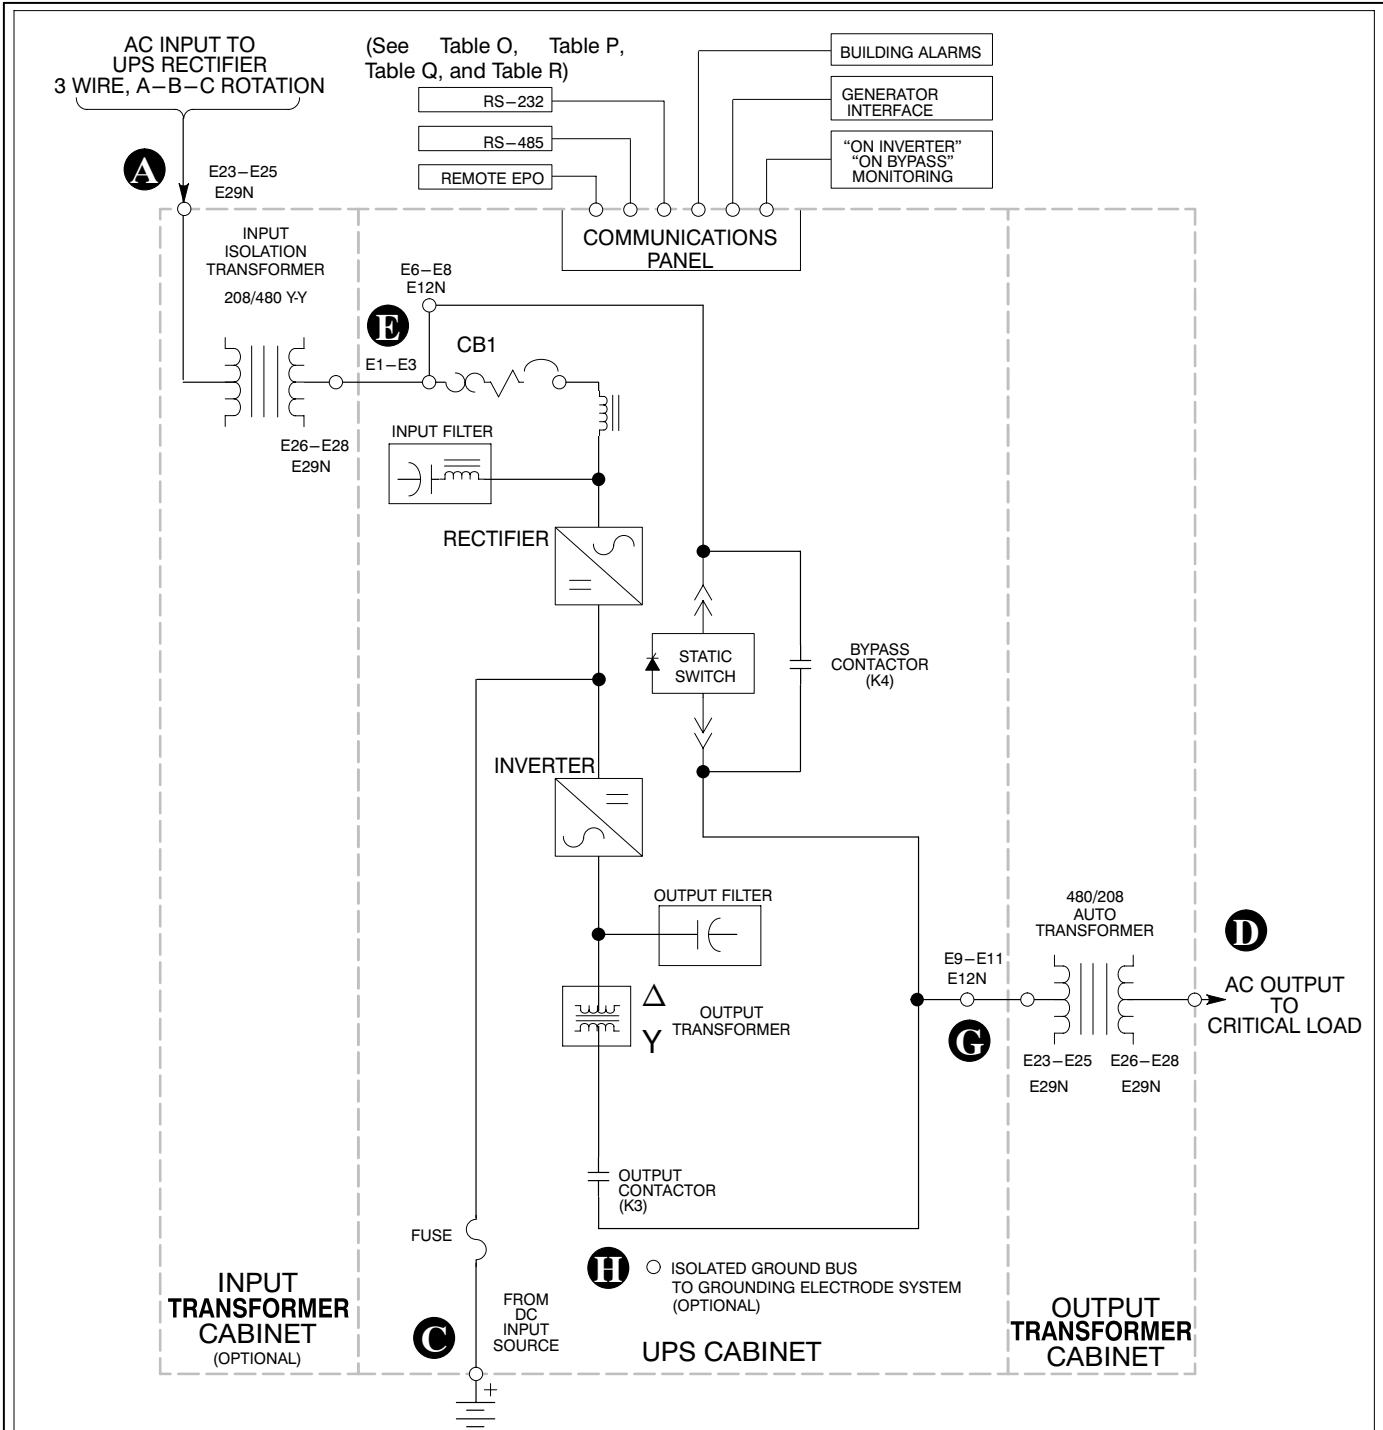 AC INPUT TO
UPS RECTIFIER
3 WIRE, A–B–C ROTATION
(See Table O, Table P,
Table Q, and Table R)
RS–232
RS–485
REMOTE EPO
BUILDING ALARMS
GENERATOR
INTERFACE
“ON INVERTER”
“ON BYPASS”
MONITORING
A
E23–E25
E29N
COMMUNICATIONS
PANEL
INPUT
ISOLATION
TRANSFORMER
208/480 Y-Y
E6–E8
E12N
E
E1–E3
CB1
E26–E28
E29N
INPUT FILTER
RECTIFIER
STATIC
SWITCH
BYPASS
CONTACTOR
(K4)
INVERTER
OUTPUT FILTER
Δ
Y
OUTPUT
TRANSFORMER
480/208
AUTO
TRANSFORMER
D
E9–E11
E12N
G
AC OUTPUT
TO
CRITICAL LOAD
E23–E25
E29N
E26–E28
E29N
OUTPUT
CONTACTOR
(K3)
FUSE
H
ISOLATED GROUND BUS
TO GROUNDING ELECTRODE SYSTEM
(OPTIONAL)
C
FROM
DC
INPUT
SOURCE
+
INPUT
TRANSFORMER
CABINET
(OPTIONAL)
UPS CABINET
OUTPUT
TRANSFORMER
CABINET